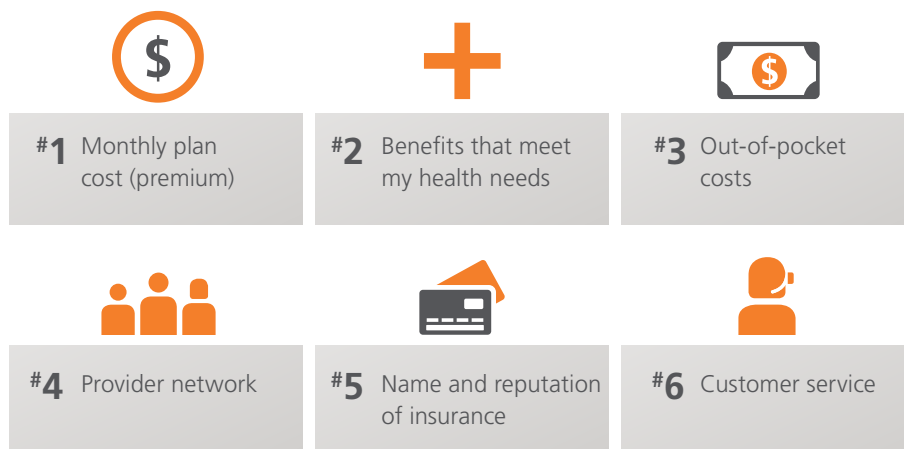 $
$
#1 Monthly plan
cost (premium)
#2 Benefits that meet
my health needs
#3 Out-of-pocket
costs
#4 Provider network
#5 Name and reputation
of insurance
#6 Customer service